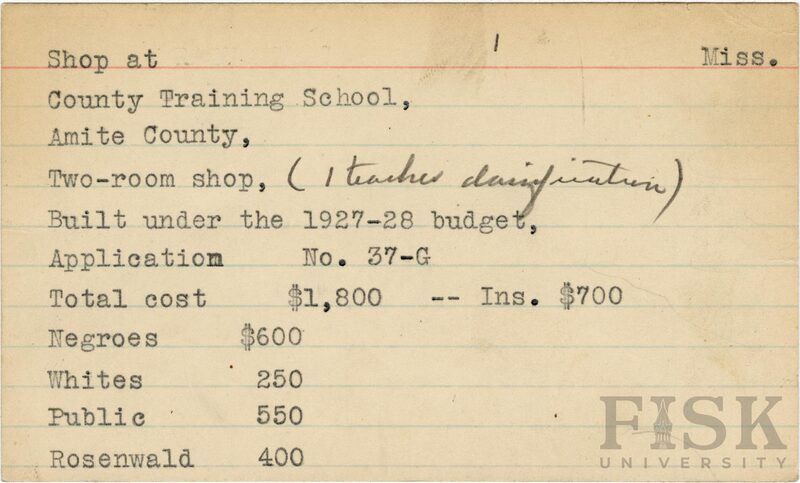 1
Shop at Miss.
County Training School,
Amite County,
Two-room shop, (1 teacher classification)
Built under the 1927-28 budget,
Application No. 37-G
Total cost $1,800 -- Ins. $700
Negroes $600
Whites 250
Public 550
Rosenwald 400
FISK
UNIVERSITY